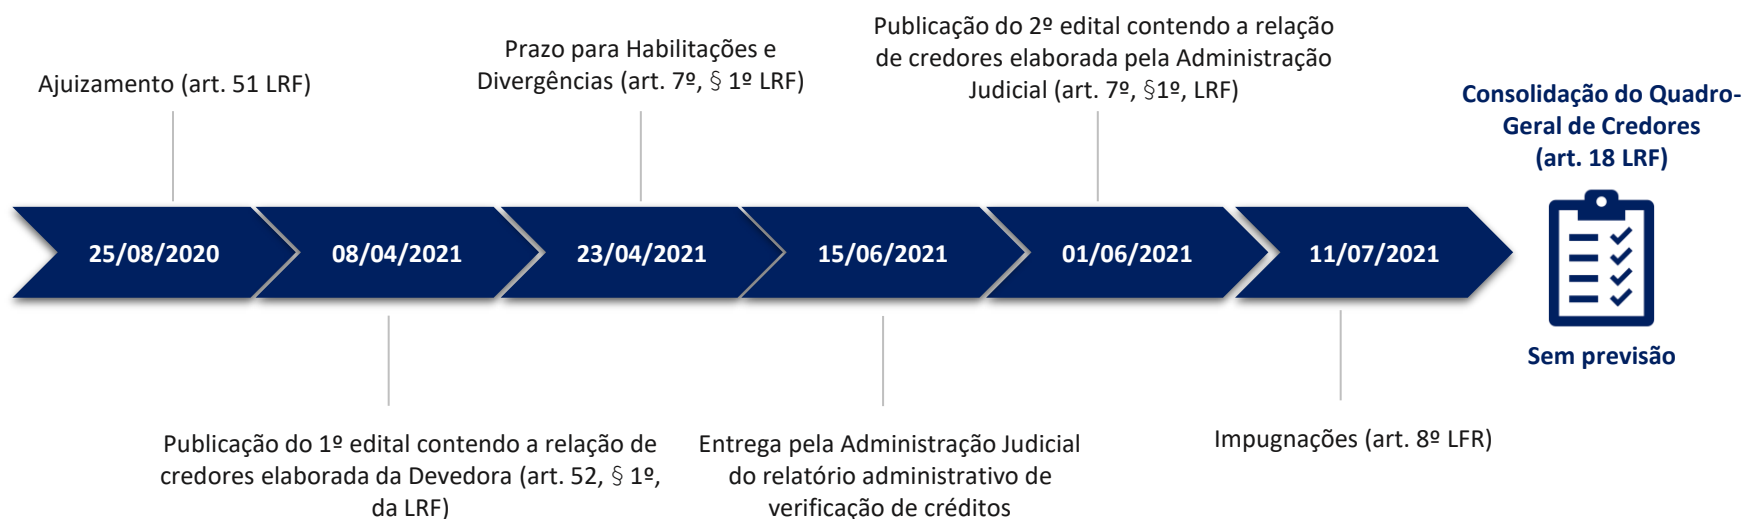 Ajuizamento (art. 51 LRF)
Prazo para Habilitações e
Divergências (art. 7º, § 1º LRF)
Publicação do 2º edital contendo a relação
de credores elaborada pela Administração
Judicial (art. 7º, §1º, LRF)
Consolidação do Quadro-
Geral de Credores
(art. 18 LRF)
25/08/2020
08/04/2021
23/04/2021
15/06/2021
01/06/2021
11/07/2021
Sem previsão
Publicação do 1º edital contendo a relação de
credores elaborada da Devedora (art. 52, § 1º,
da LRF)
Entrega pela Administração Judicial
do relatório administrativo de
verificação de créditos
Impugnações (art. 8º LFR)